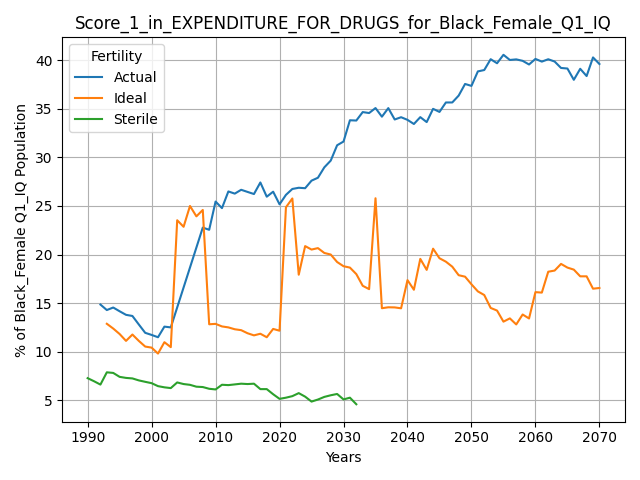 Score_1_in_EXPENDITURE_FOR_DRUGS_for_Black_Female_Q1_IQ
Fertility
Actual
Ideal
Sterile
% of Black_Female Q1_IQ Population
40
35
30
25
20
15
10
5
1990 2000 2010 2020 2030 2040 2050 2060 2070
Years